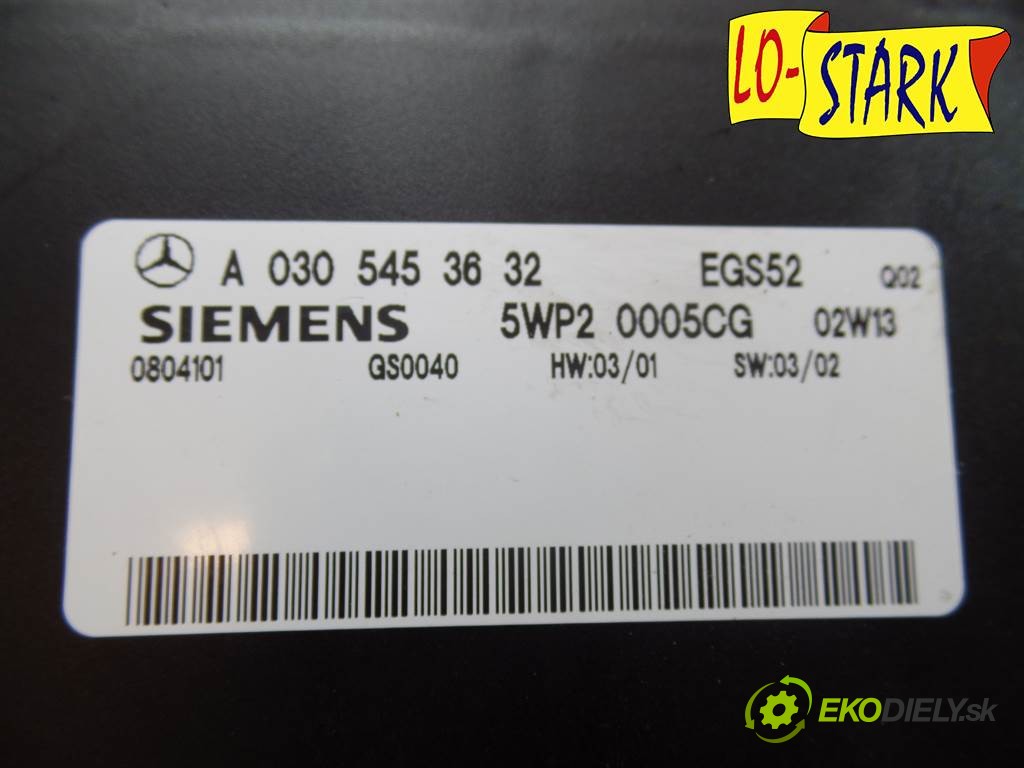 LO-STARK
A 030 545 36 32 EGS52 Q02
SIEMENS 5WP2 0005CG 02W13
0804101 GS0040 HW:03/01 SW:03/02
EKODIELY.sk